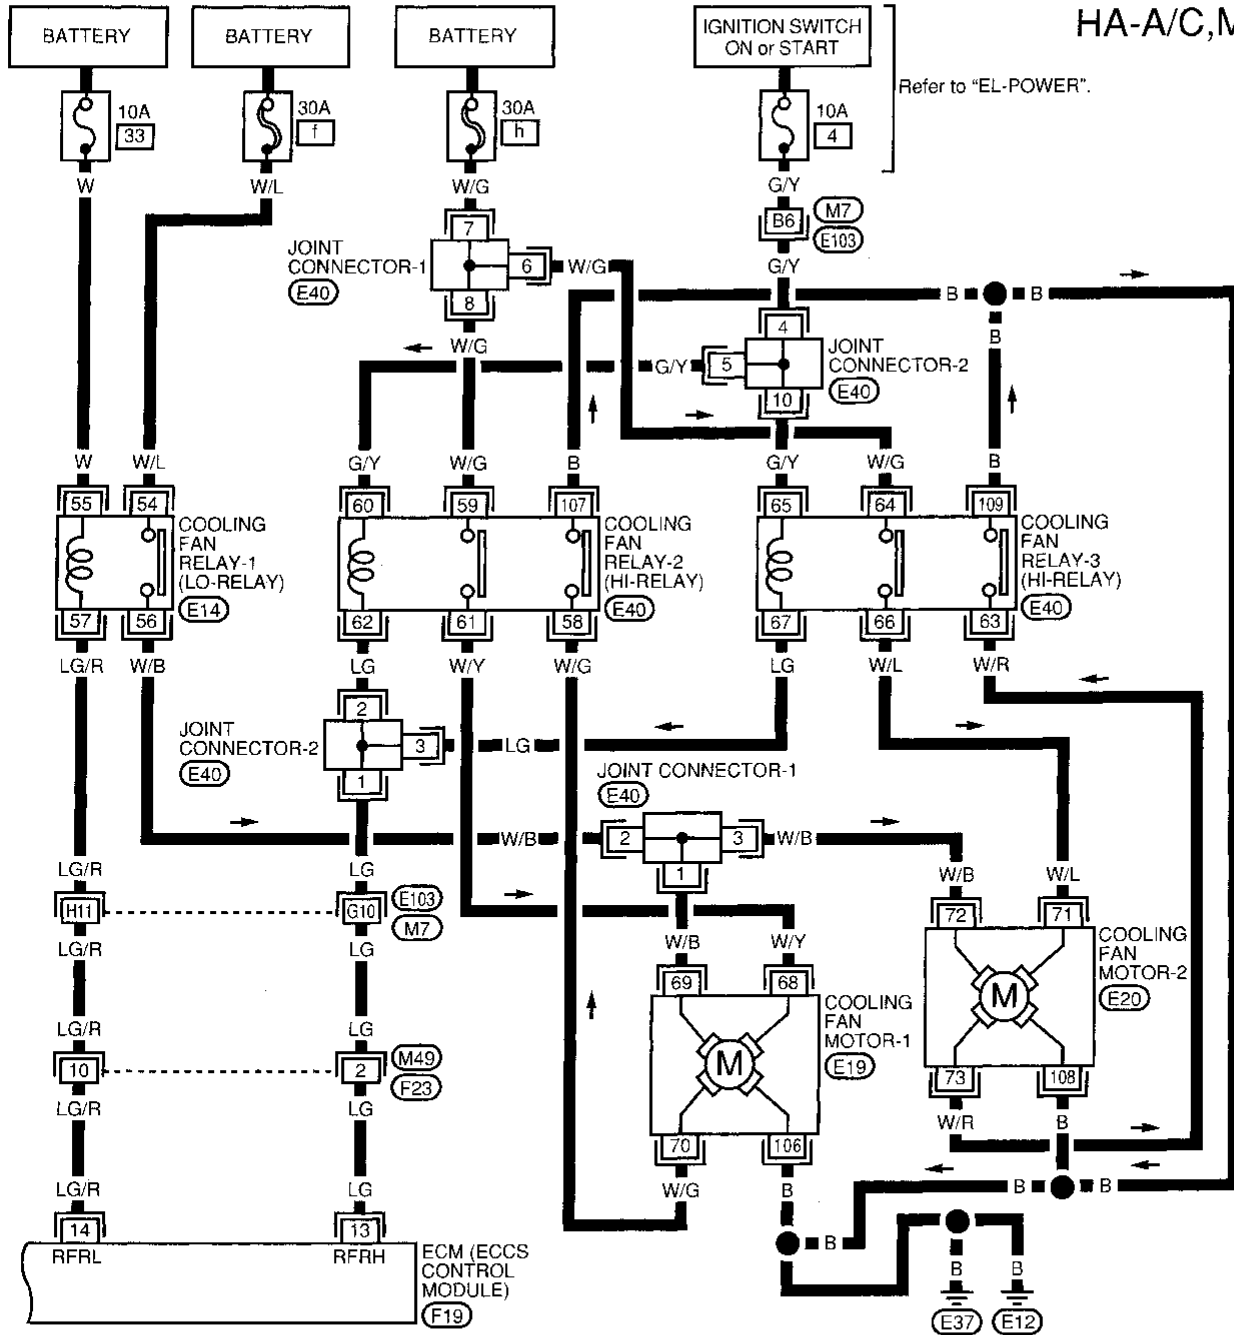 HA-A/C,M
BATTERY
BATTERY
BATTERY
IGNITION SWITCH
ON or START
Refer to "EL-POWER".
10A
33
30A
f
30A
h
10A
4
W
W/L
W/G
G/Y
B6
M7
E103
G/Y
JOINT
CONNECTOR-1
E40
7
6
8
W/G
W/G
B
B
B
4
5
10
G/Y
JOINT
CONNECTOR-2
E40
W
W/L
G/Y
W/G
B
G/Y
W/G
B
55
54
60
59
107
65
64
109
COOLING
FAN
RELAY-1
(LO-RELAY)
E14
COOLING
FAN
RELAY-2
(HI-RELAY)
E40
COOLING
FAN
RELAY-3
(HI-RELAY)
E40
57
56
62
61
58
67
66
63
LG/R
W/B
LG
W/Y
W/G
LG
W/L
W/R
JOINT
CONNECTOR-2
E40
2
3
1
LG
JOINT CONNECTOR-1
E40
W/B
2
3
1
W/B
LG/R
LG
W/B
W/L
H11
G10
E103
M7
72
71
LG/R
LG
W/B
W/Y
COOLING
FAN
MOTOR-2
E20
M
69
68
COOLING
FAN
MOTOR-1
E19
M
LG/R
LG
10
2
M49
F23
73
108
LG/R
LG
W/R
B
70
106
LG/R
LG
W/G
B
B
B
14
13
RFRL
RFRH
ECM (ECCS
CONTROL
MODULE)
F19
B
B
B
E37
E12